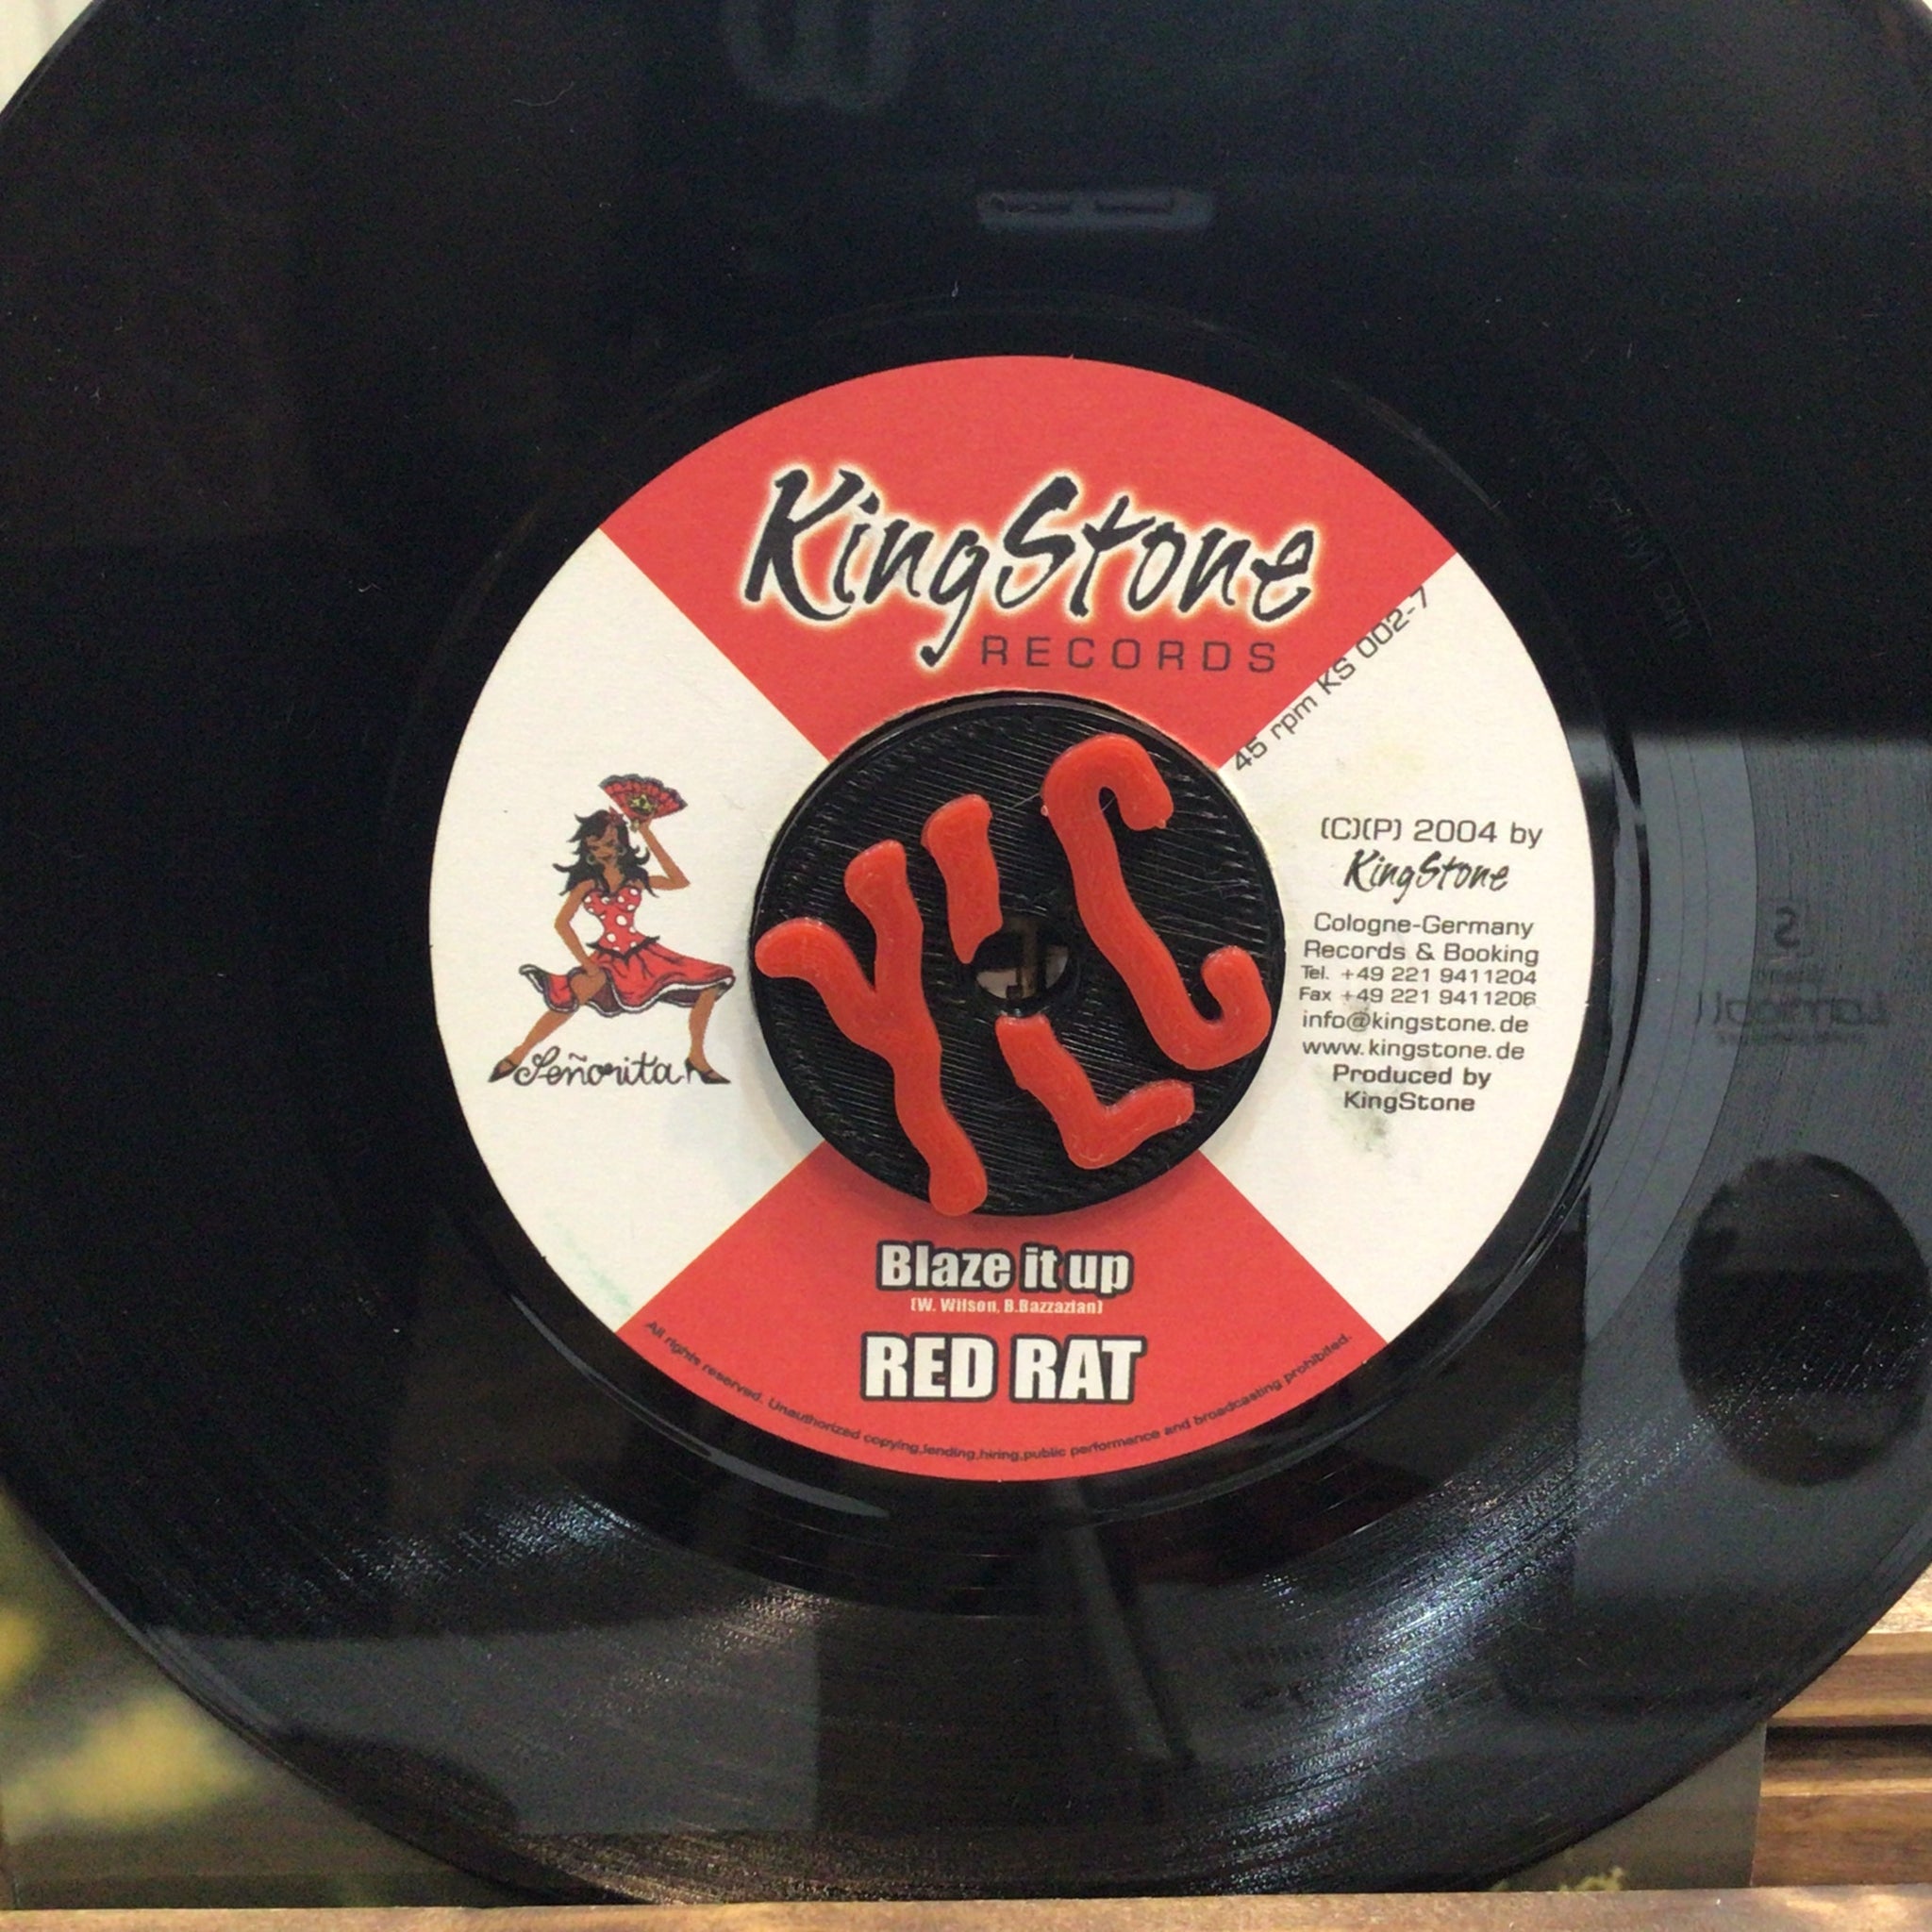 KingStone
RECORDS
45 rpm KS 002-7
Señorita
Y'LC
(C)(P) 2004 by
KingStone
Cologne-Germany
Records & Booking
Tel. +49 221 9411204
Fax +49 221 9411206
info@kingstone.de
www.kingstone.de
Produced by
KingStone
Blaze it up
(W. Wilson, B.Bazzazian)
RED RAT
All rights reserved. Unauthorized copying,lending,hiring,public performance and broadcasting prohibited.